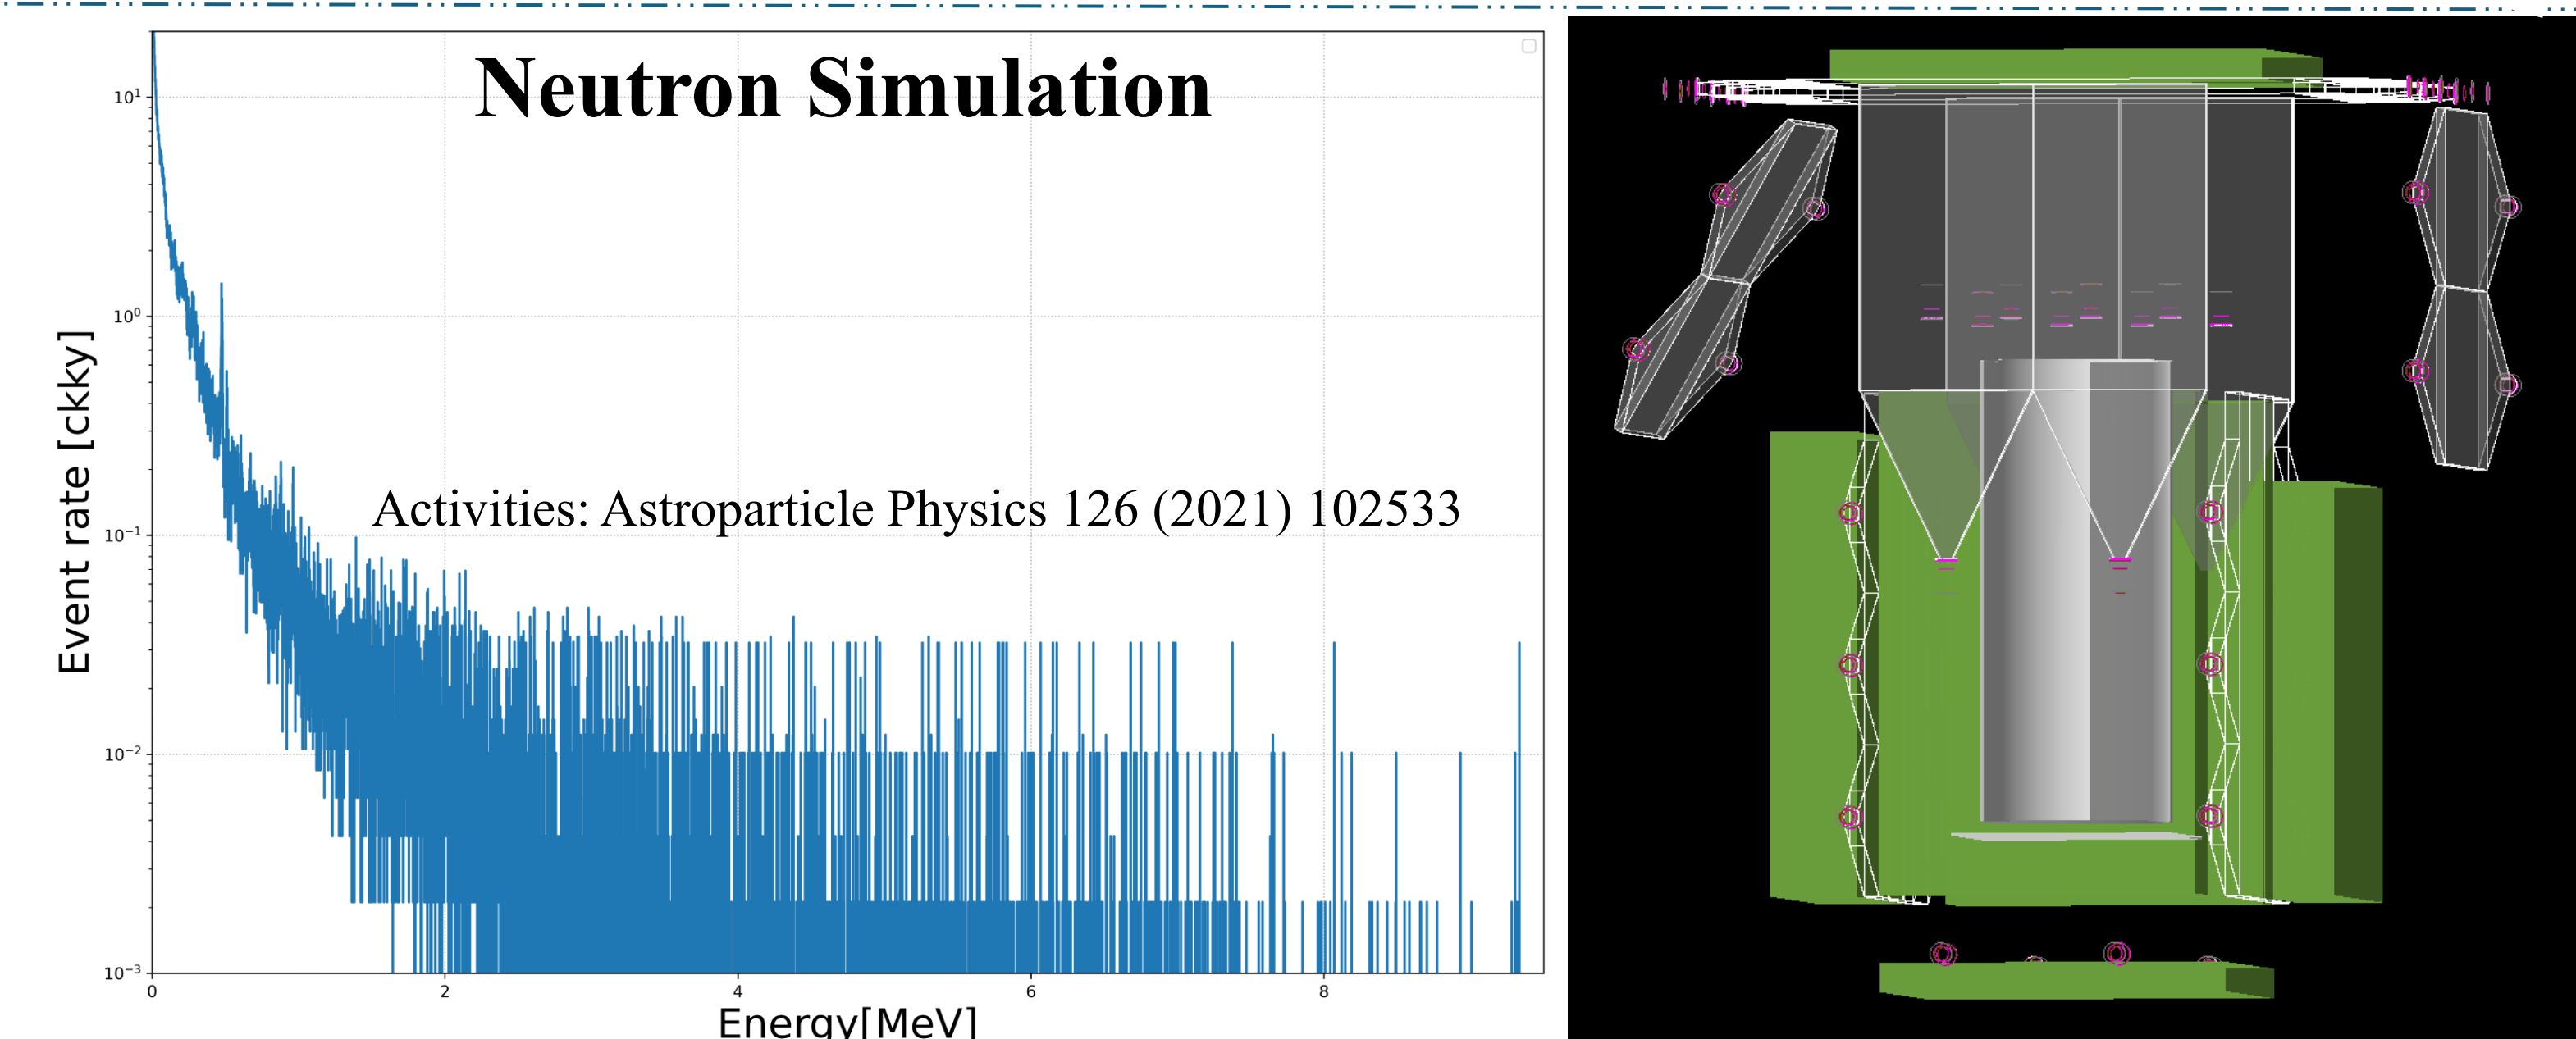 Neutron Simulation
Activities: Astroparticle Physics 126 (2021) 102533
Event rate [ckky]
10¹
10⁰
10⁻¹
10⁻²
10⁻³
0 2 4 6 8
Energy[MeV]